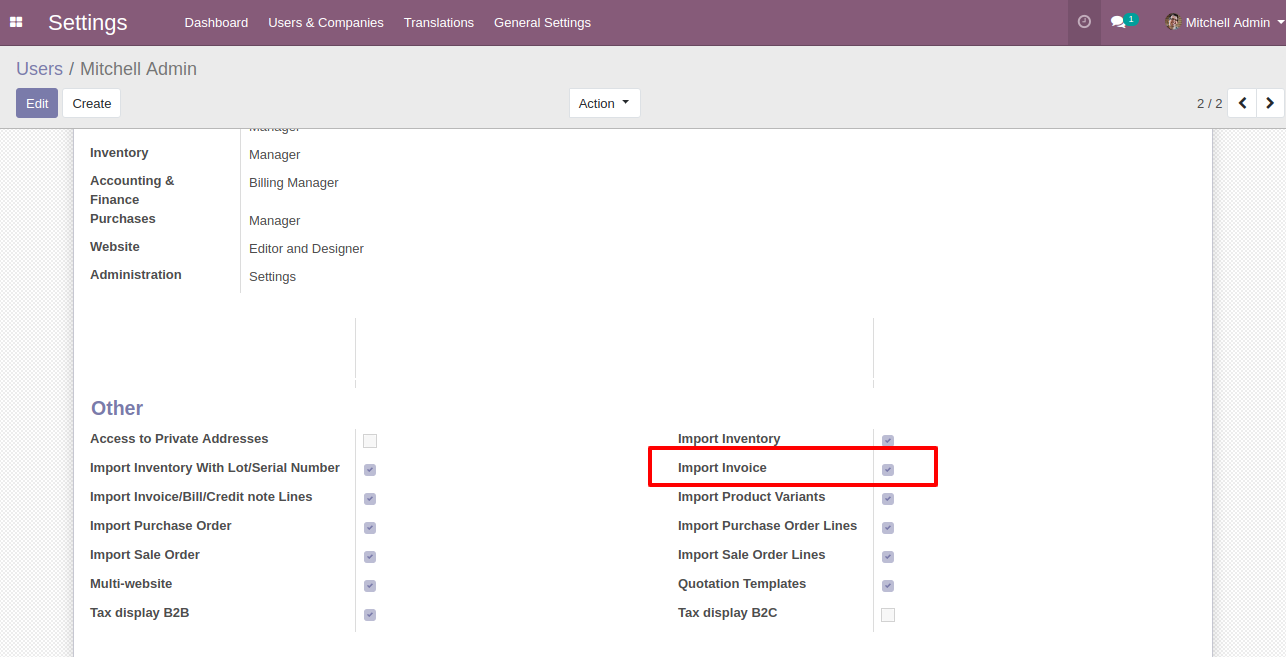 Settings Dashboard Users & Companies Translations General Settings 1 Mitchell Admin
Users / Mitchell Admin
Edit Create Action 2 / 2
Manager
Inventory Manager
Accounting & Billing Manager
Finance
Purchases Manager
Website Editor and Designer
Administration Settings
Other
Access to Private Addresses Import Inventory
Import Inventory With Lot/Serial Number Import Invoice
Import Invoice/Bill/Credit note Lines Import Product Variants
Import Purchase Order Import Purchase Order Lines
Import Sale Order Import Sale Order Lines
Multi-website Quotation Templates
Tax display B2B Tax display B2C